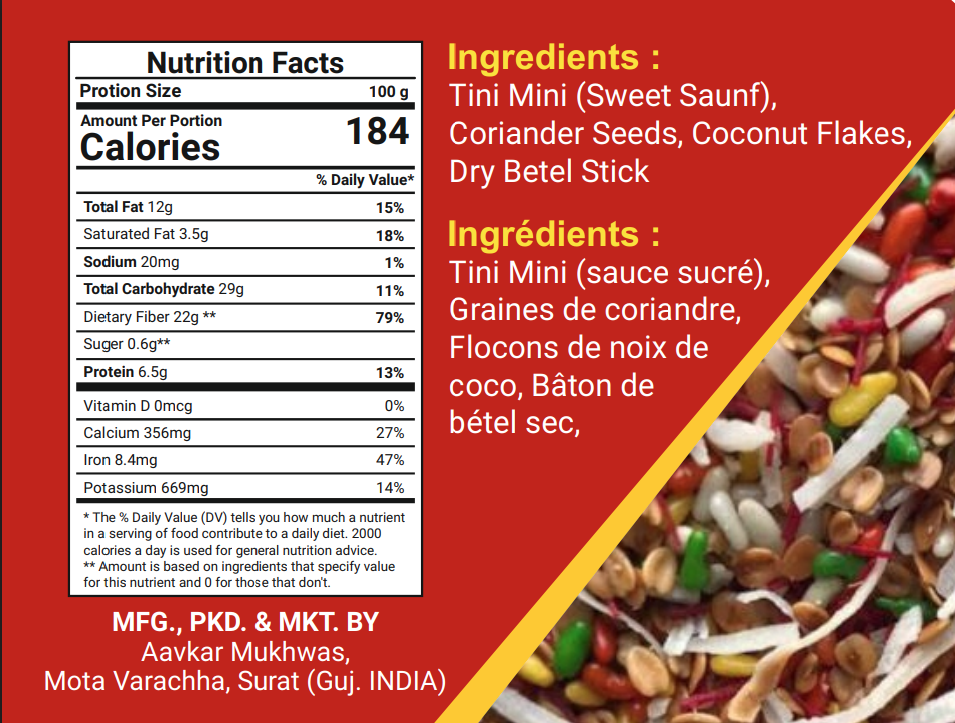 Nutrition Facts
Protion Size 100 g
Amount Per Portion
Calories 184
% Daily Value*
Total Fat 12g 15%
Saturated Fat 3.5g 18%
Sodium 20mg 1%
Total Carbohydrate 29g 11%
Dietary Fiber 22g ** 79%
Suger 0.6g**
Protein 6.5g 13%
Vitamin D 0mcg 0%
Calcium 356mg 27%
Iron 8.4mg 47%
Potassium 669mg 14%
* The % Daily Value (DV) tells you how much a nutrient
in a serving of food contribute to a daily diet. 2000
calories a day is used for general nutrition advice.
** Amount is based on ingredients that specify value
for this nutrient and 0 for those that don't.
MFG., PKD. & MKT. BY
Aavkar Mukhwas,
Mota Varachha, Surat (Guj. INDIA)
Ingredients :
Tini Mini (Sweet Saunf),
Coriander Seeds, Coconut Flakes,
Dry Betel Stick
Ingrédients :
Tini Mini (sauce sucré),
Graines de coriandre,
Flocons de noix de
coco, Bâton de
bétel sec,